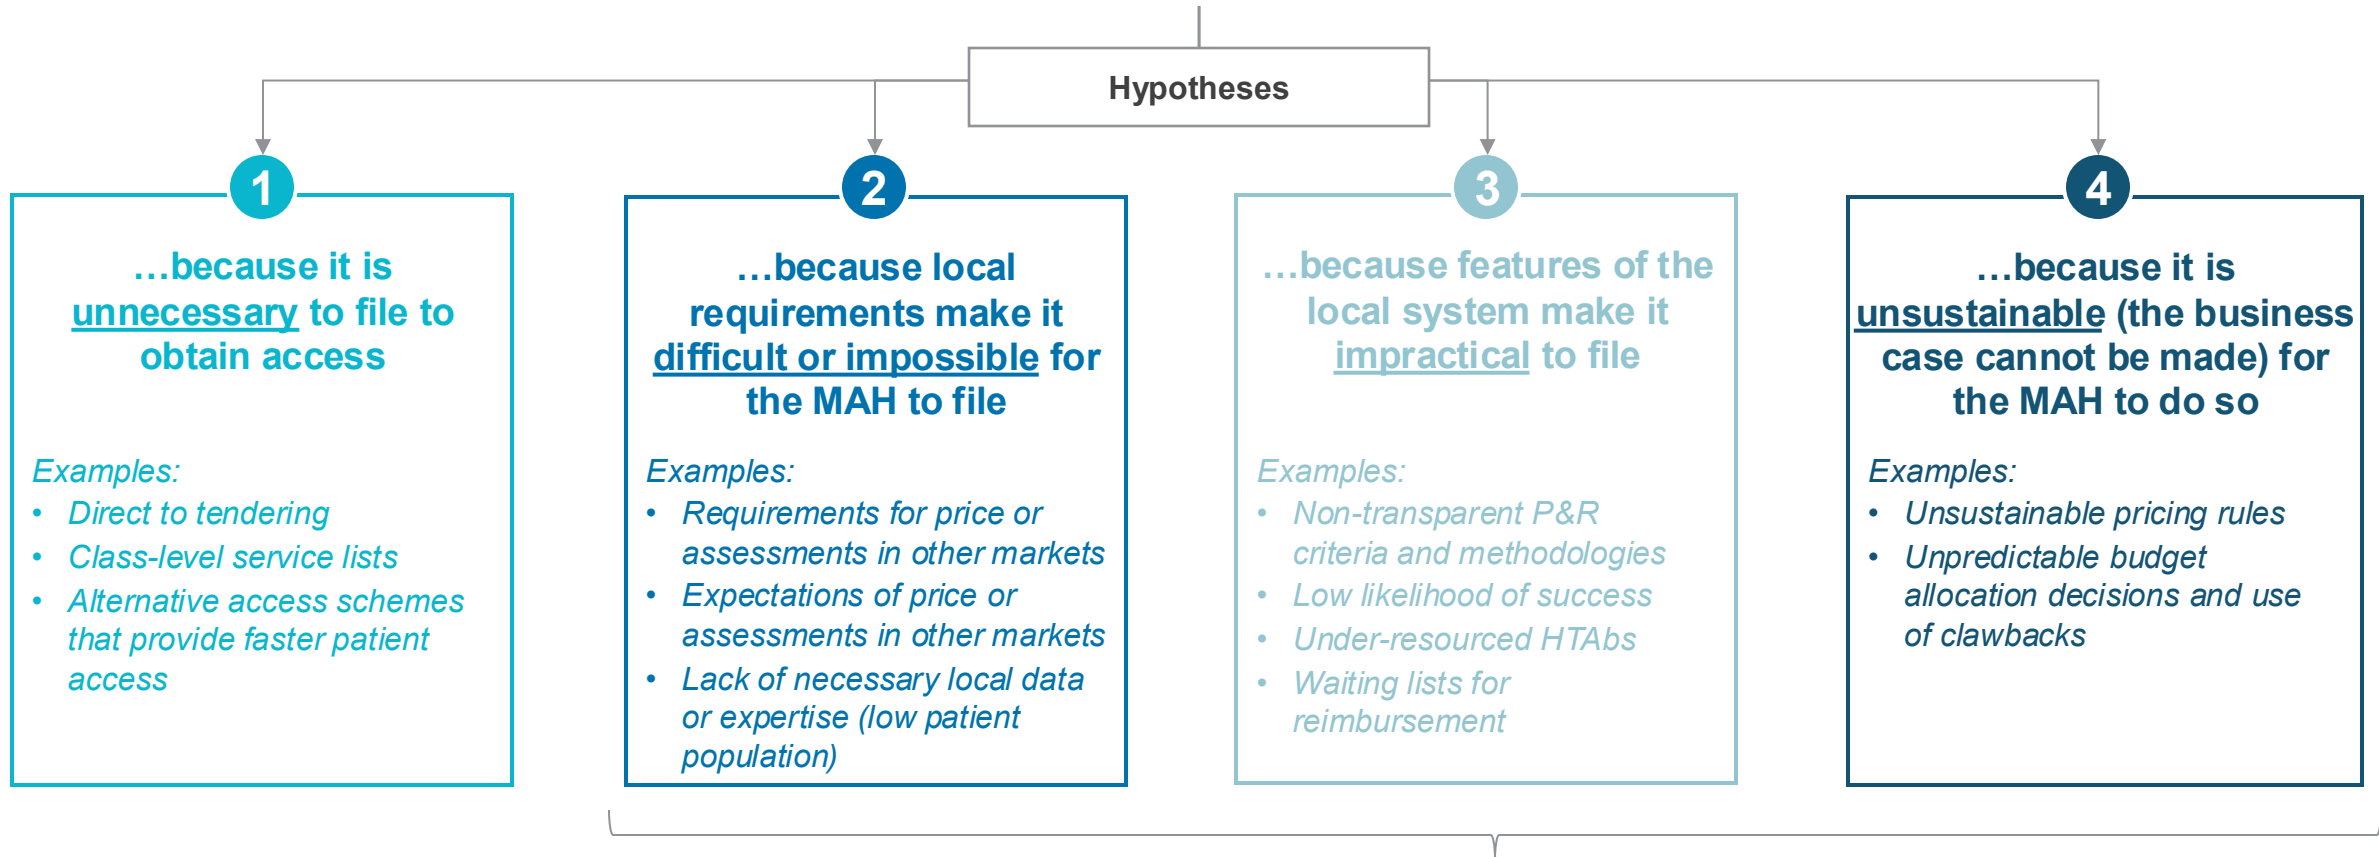 Hypotheses
1
…because it is
unnecessary to file to
obtain access
Examples:
• Direct to tendering
• Class-level service lists
• Alternative access schemes
that provide faster patient
access
2
…because local
requirements make it
difficult or impossible for
the MAH to file
Examples:
• Requirements for price or
assessments in other markets
• Expectations of price or
assessments in other markets
• Lack of necessary local data
or expertise (low patient
population)
3
…because features of the
local system make it
impractical to file
Examples:
• Non-transparent P&R
criteria and methodologies
• Low likelihood of success
• Under-resourced HTAbs
• Waiting lists for
reimbursement
4
…because it is
unsustainable (the business
case cannot be made) for
the MAH to do so
Examples:
• Unsustainable pricing rules
• Unpredictable budget
allocation decisions and use
of clawbacks